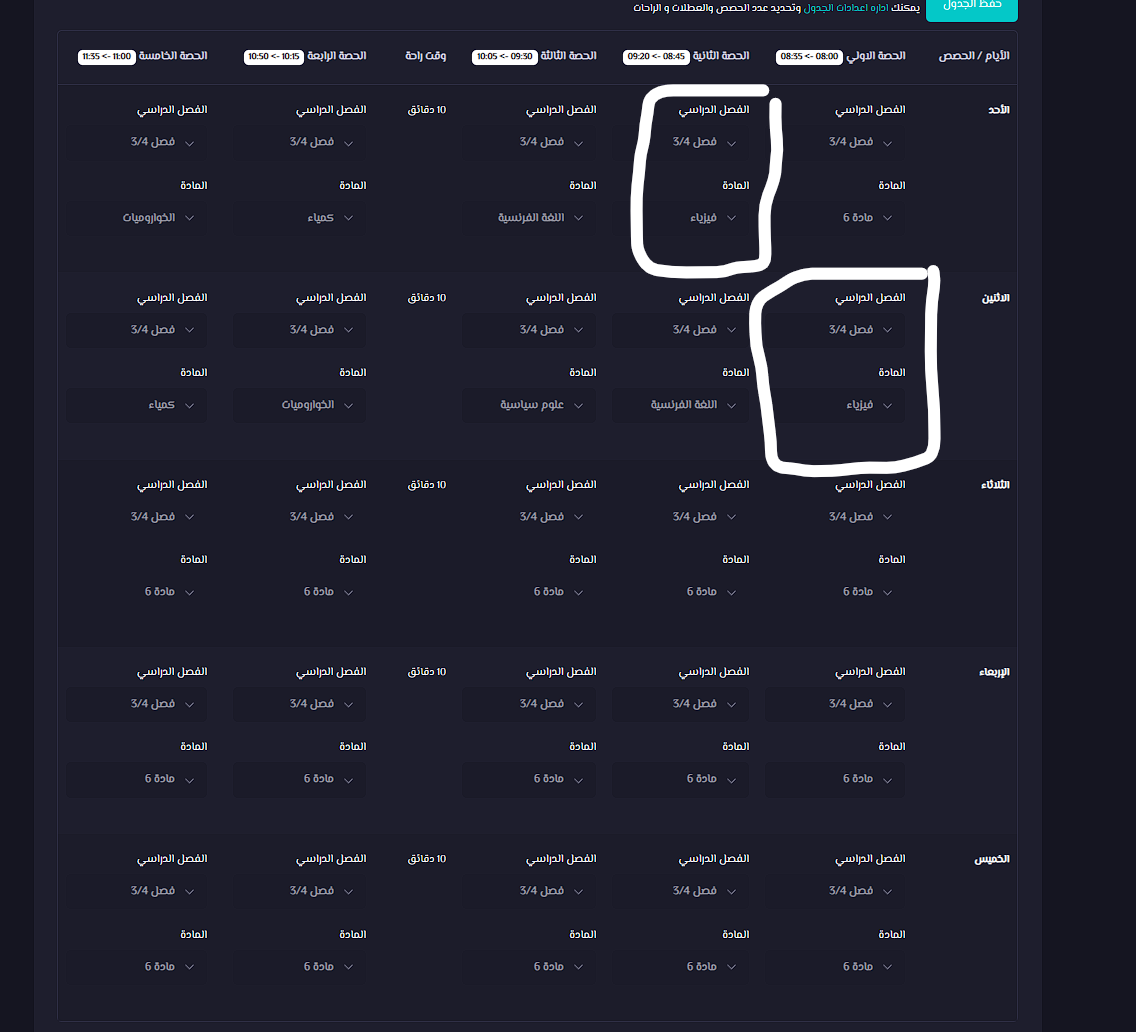 حفظ الجدول
يمكنك اداره اعدادات الجدول وتحديد عدد الحصص والعطلات و الراحات
الأيام / الحصص الحصة الاولي 08:00 <- 08:35 الحصة الثانية 08:45 <- 09:20 الحصة الثالثة 09:30 <- 10:05 وقت راحة الحصة الرابعة 10:15 <- 10:50 الحصة الخامسة 11:00 <- 11:35
الأحد الفصل الدراسي الفصل الدراسي الفصل الدراسي 10 دقائق الفصل الدراسي الفصل الدراسي
فصل 3/4 فصل 3/4 فصل 3/4 فصل 3/4 فصل 3/4
المادة المادة المادة المادة المادة
مادة 6 فيزياء اللغة الفرنسية كمياء الخواروميات
الاثنين الفصل الدراسي الفصل الدراسي الفصل الدراسي 10 دقائق الفصل الدراسي الفصل الدراسي
فصل 3/4 فصل 3/4 فصل 3/4 فصل 3/4 فصل 3/4
المادة المادة المادة المادة المادة
فيزياء اللغة الفرنسية علوم سياسية الخواروميات كمياء
الثلاثاء الفصل الدراسي الفصل الدراسي الفصل الدراسي 10 دقائق الفصل الدراسي الفصل الدراسي
فصل 3/4 فصل 3/4 فصل 3/4 فصل 3/4 فصل 3/4
المادة المادة المادة المادة المادة
مادة 6 مادة 6 مادة 6 مادة 6 مادة 6
الإربعاء الفصل الدراسي الفصل الدراسي الفصل الدراسي 10 دقائق الفصل الدراسي الفصل الدراسي
فصل 3/4 فصل 3/4 فصل 3/4 فصل 3/4 فصل 3/4
المادة المادة المادة المادة المادة
مادة 6 مادة 6 مادة 6 مادة 6 مادة 6
الخميس الفصل الدراسي الفصل الدراسي الفصل الدراسي 10 دقائق الفصل الدراسي الفصل الدراسي
فصل 3/4 فصل 3/4 فصل 3/4 فصل 3/4 فصل 3/4
المادة المادة المادة المادة المادة
مادة 6 مادة 6 مادة 6 مادة 6 مادة 6